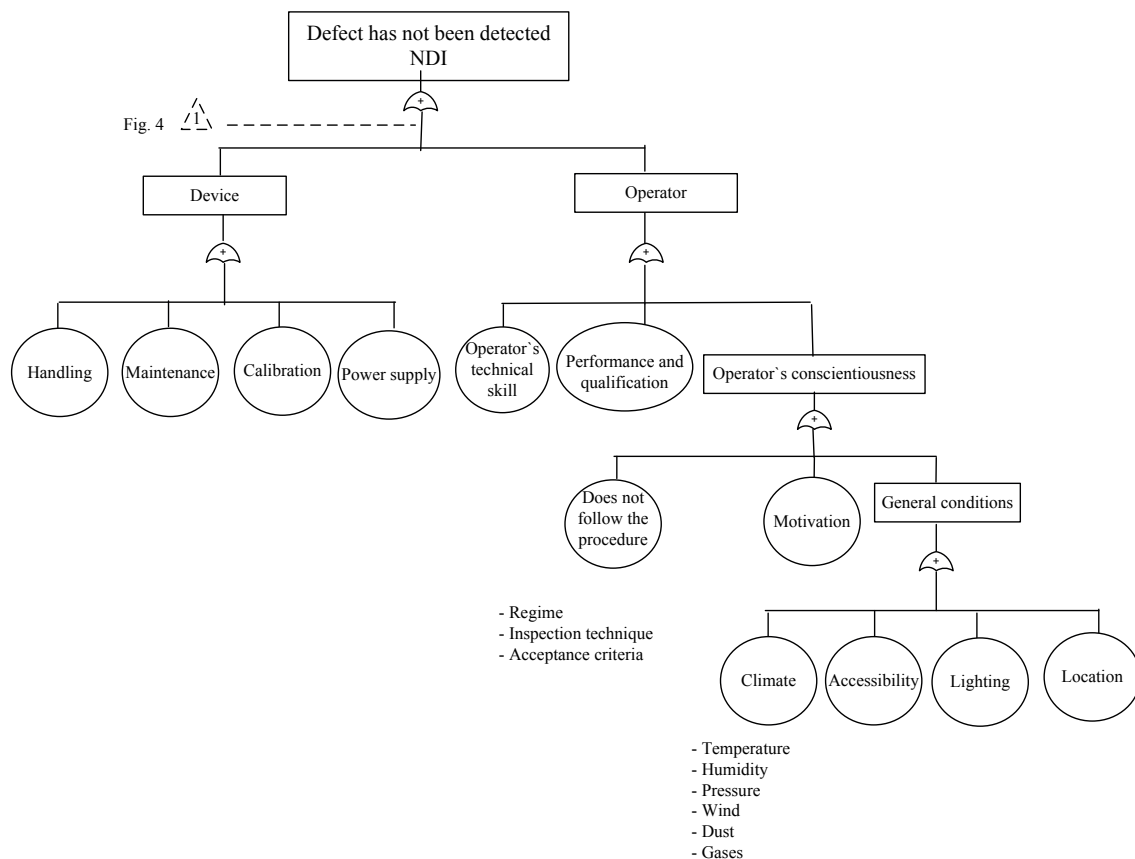 Defect has not been detected
NDI
+
Fig. 4
1
Device
Operator
+
+
Handling
Maintenance
Calibration
Power supply
Operator`s
technical
skill
Performance and
qualification
Operator`s conscientiousness
+
Does not
follow the
procedure
Motivation
General conditions
+
- Regime
- Inspection technique
- Acceptance criteria
Climate
Accessibility
Lighting
Location
- Temperature
- Humidity
- Pressure
- Wind
- Dust
- Gases